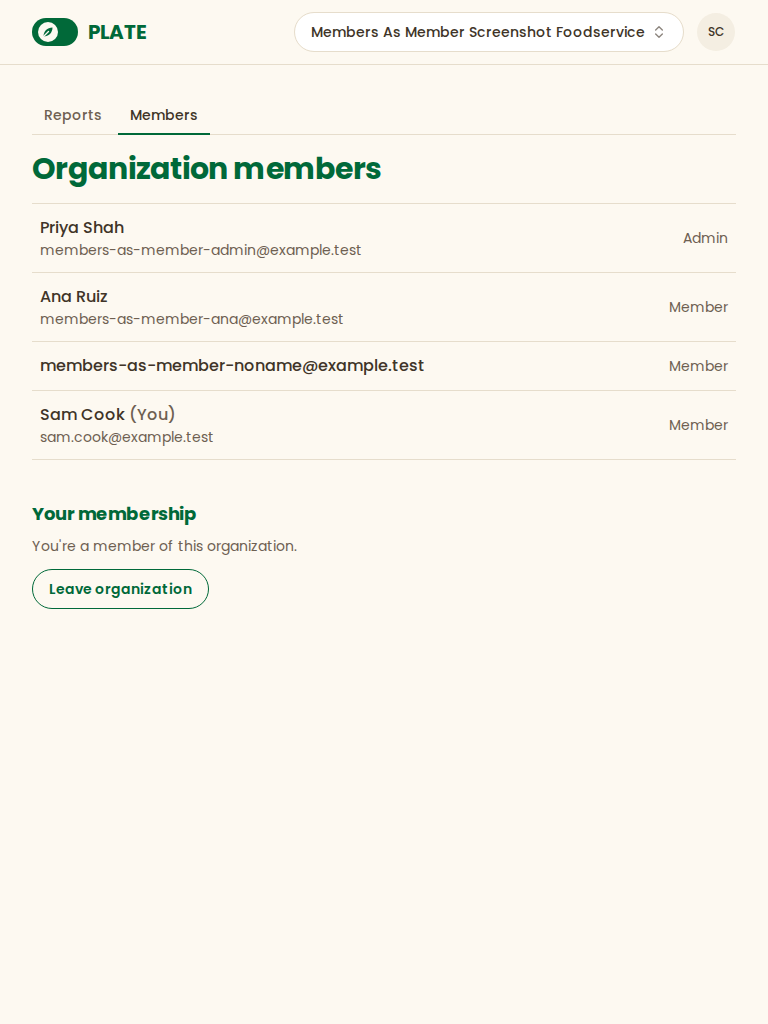 PLATE
Members As Member Screenshot Foodservice
SC
Reports
Members
Organization members
Priya Shah
members-as-member-admin@example.test
Admin
Ana Ruiz
members-as-member-ana@example.test
Member
members-as-member-noname@example.test
Member
Sam Cook (You)
sam.cook@example.test
Member
Your membership
You're a member of this organization.
Leave organization